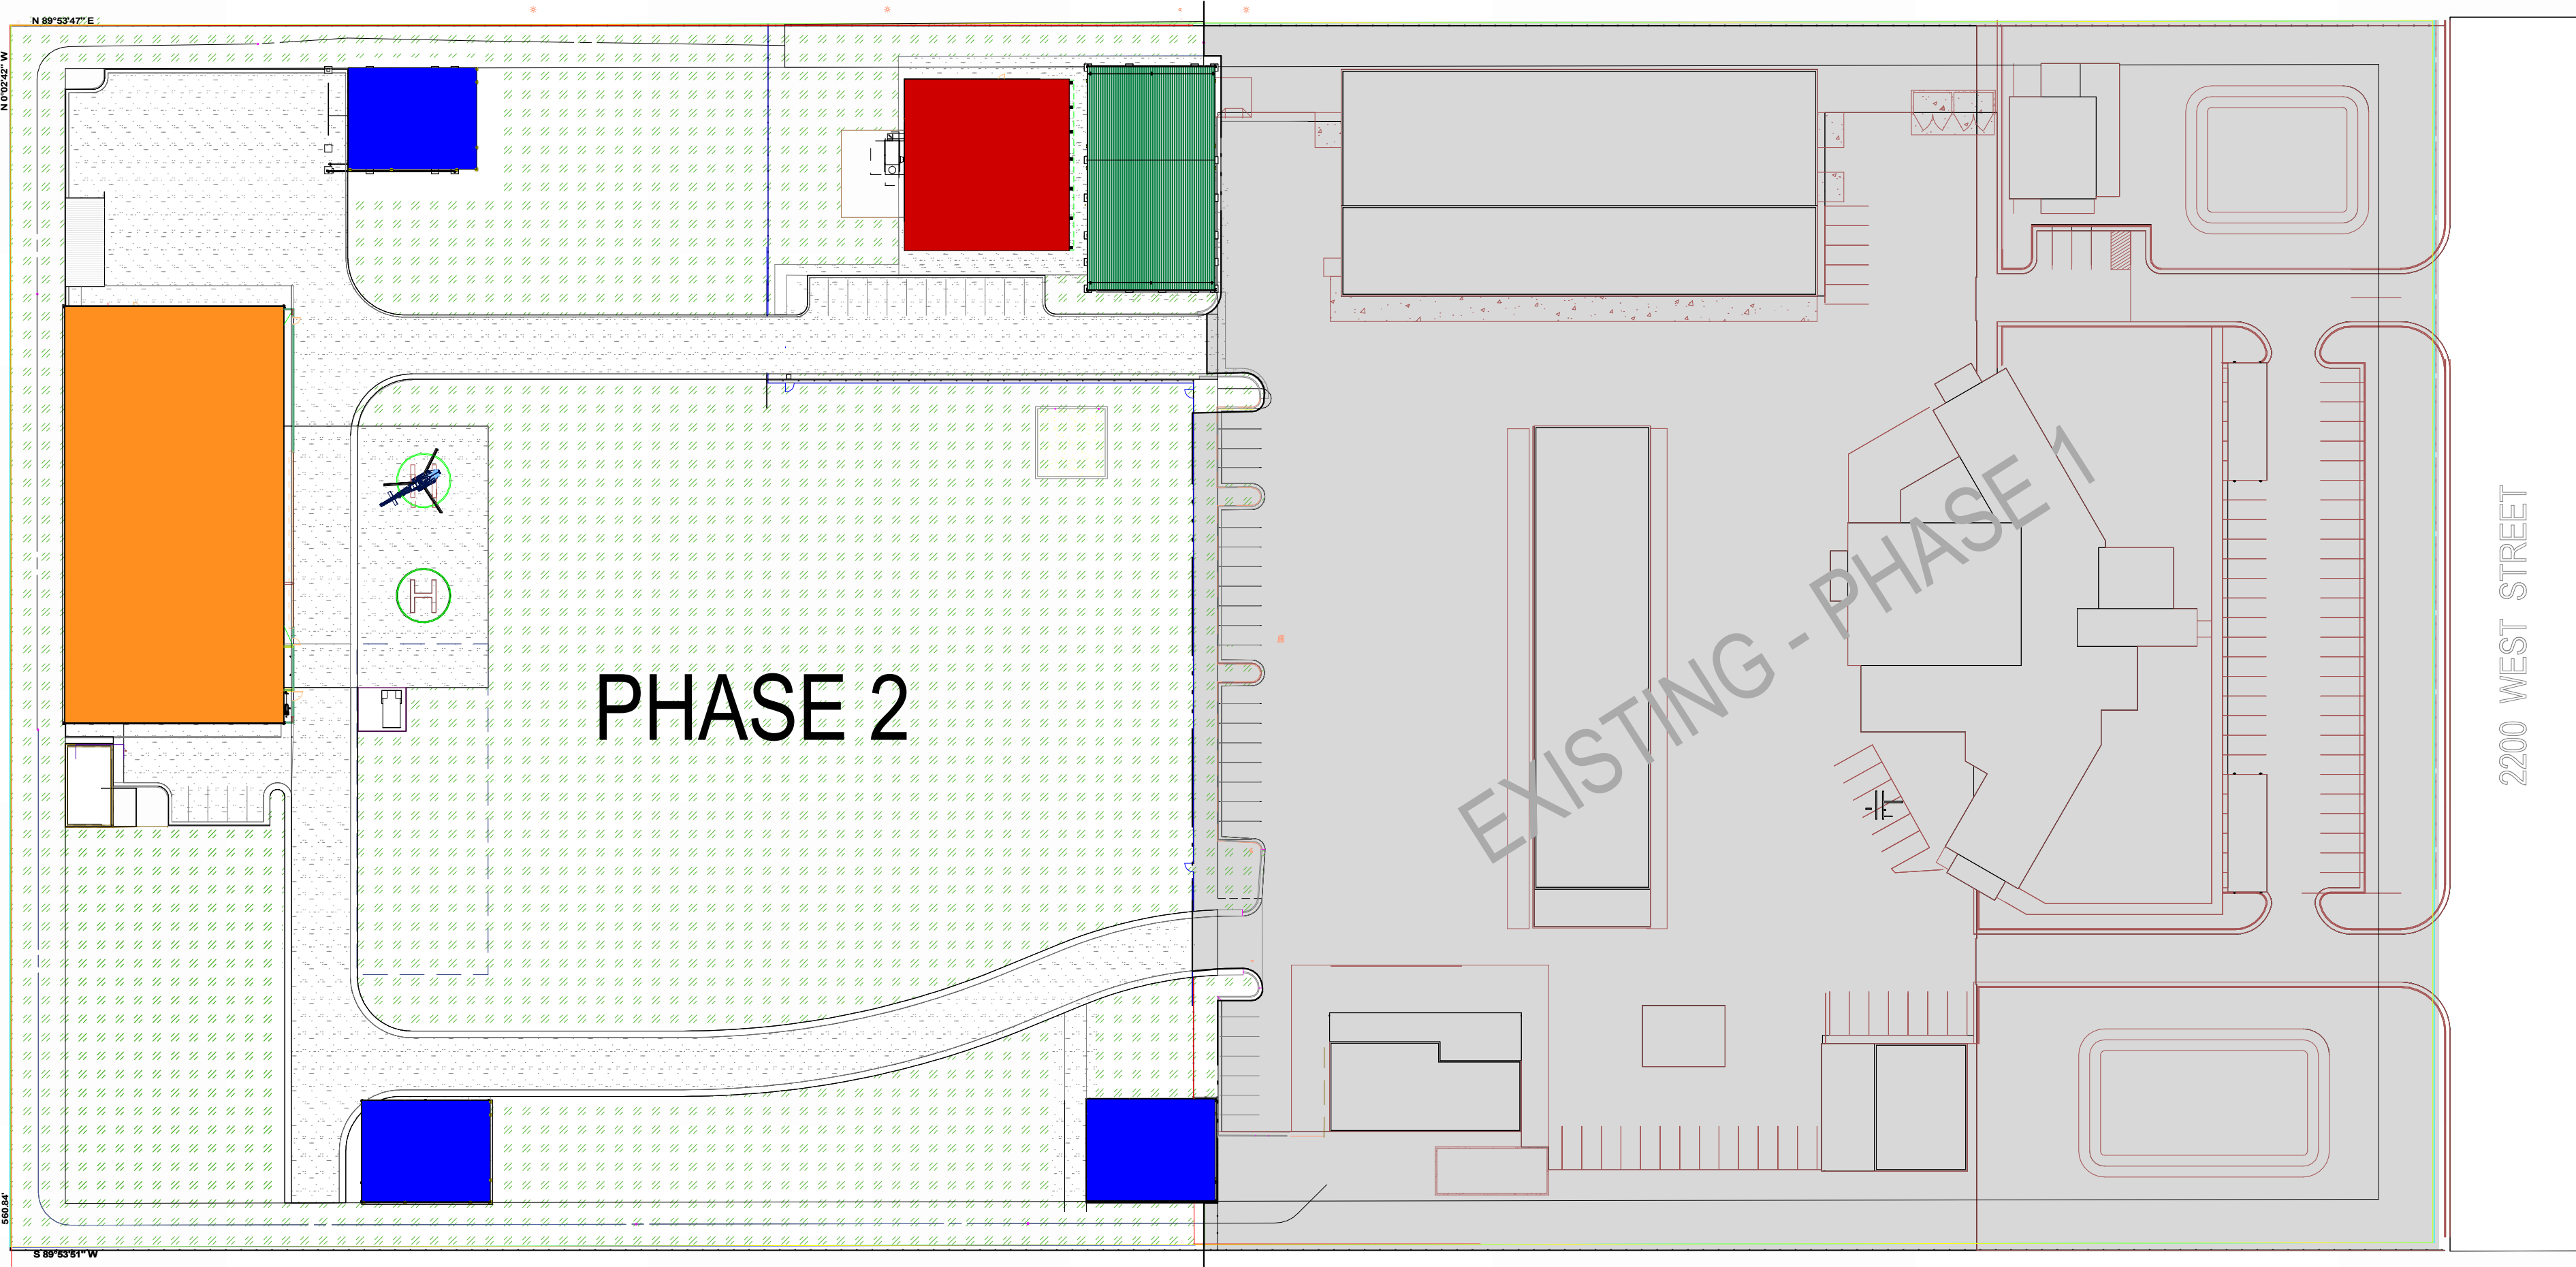 N 89°53'47" E
N 0°02'42" W
H
H
PHASE 2
EXISTING - PHASE 1
2200 WEST STREET
560.84'
S 89°53'51" W